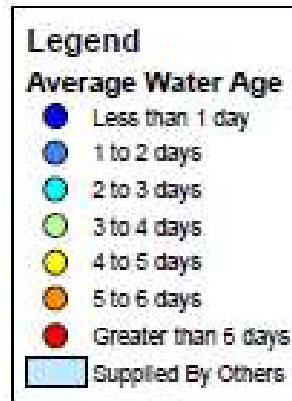 Legend
Average Water Age
Less than 1 day
1 to 2 days
2 to 3 days
3 to 4 days
4 to 5 days
5 to 6 days
Greater than 6 days
Supplied By Others